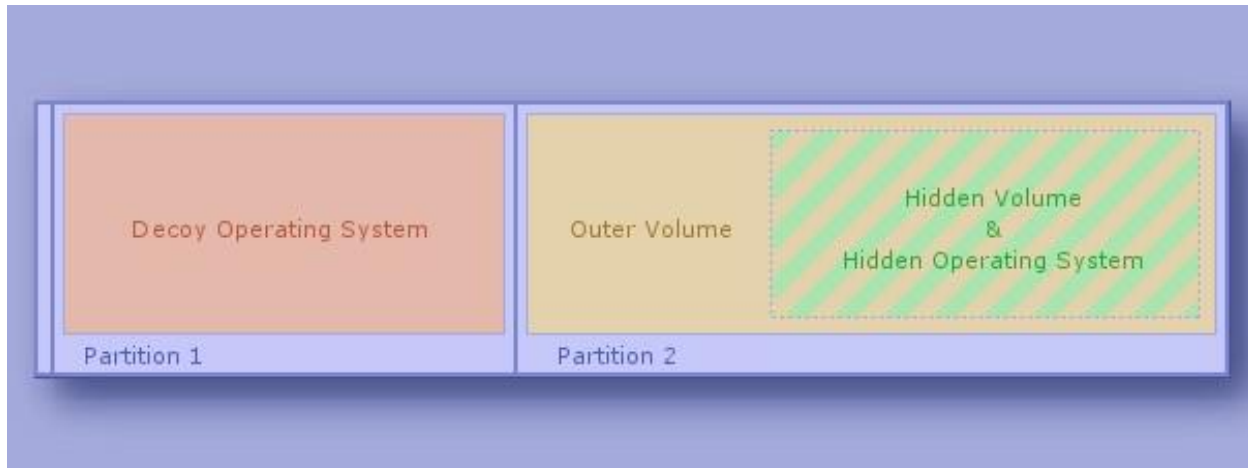 Decoy Operating System
Outer Volume
Hidden Volume
&
Hidden Operating System
Partition 1
Partition 2